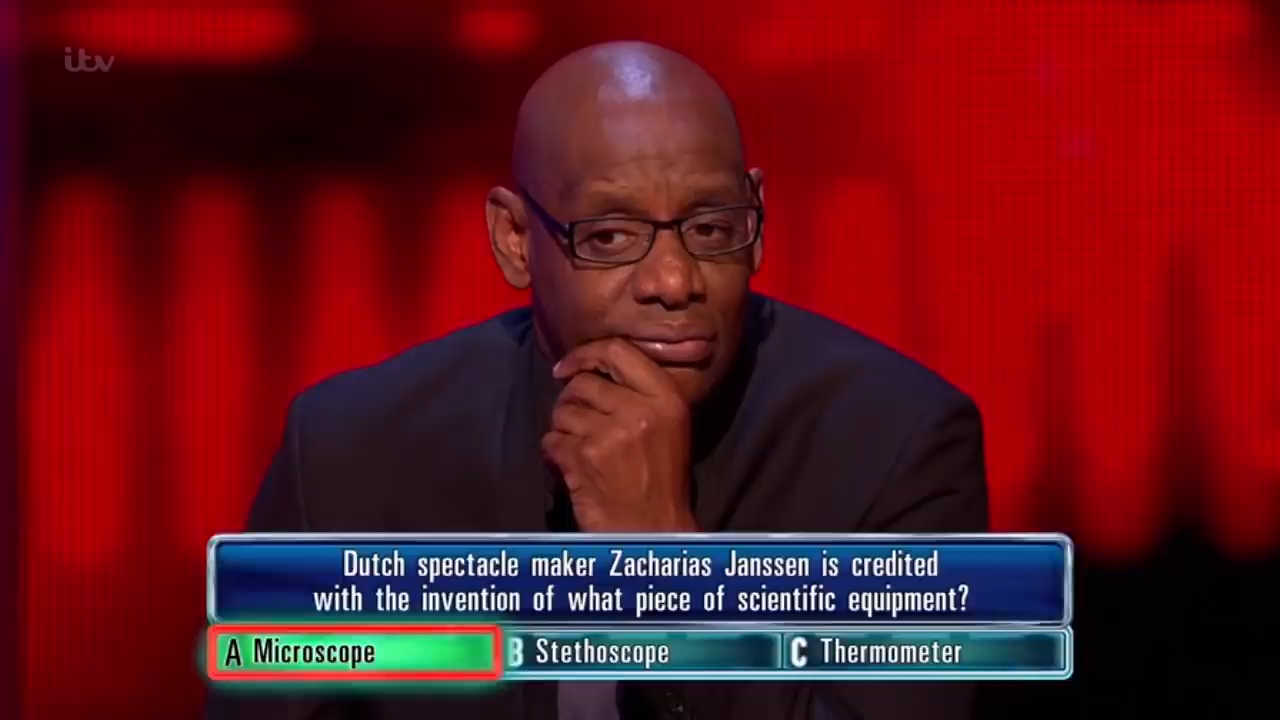 itv
Dutch spectacle maker Zacharias Janssen is credited
with the invention of what piece of scientific equipment?
A Microscope
B Stethoscope
C Thermometer